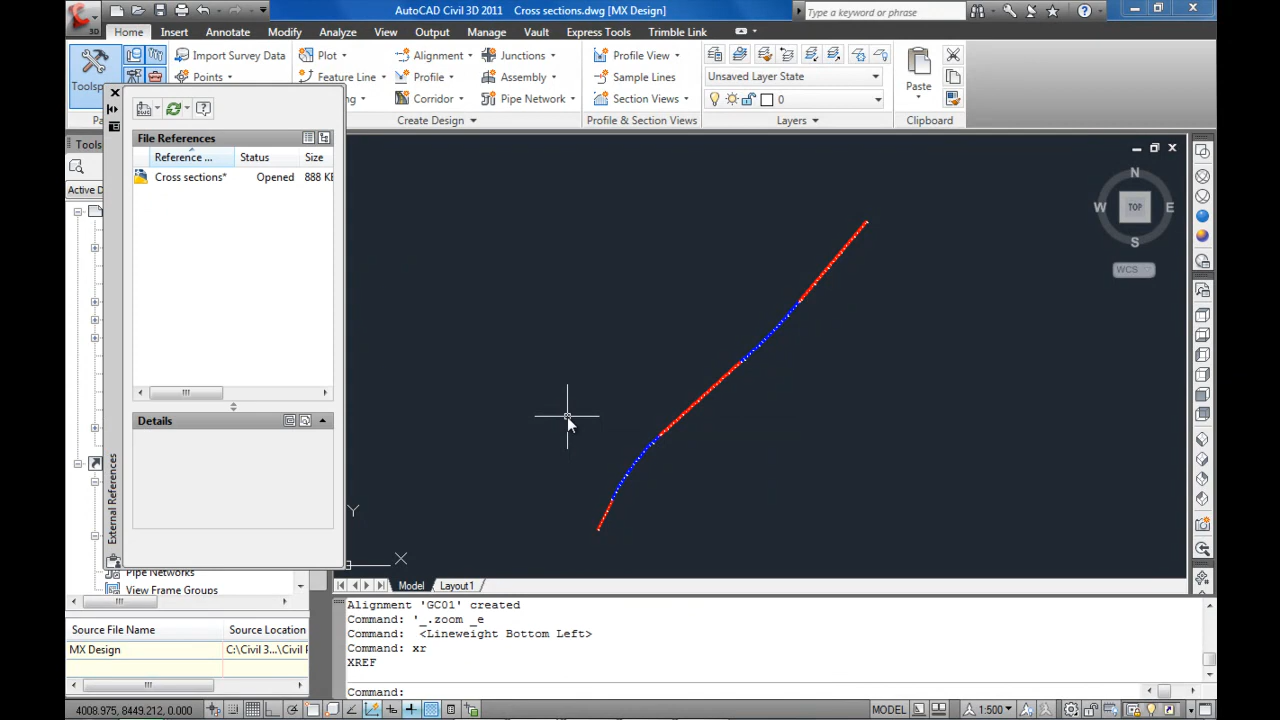 AutoCAD Civil 3D 2011 Cross sections.dwg [MX Design]
Type a keyword or phrase
3D
Home Insert Annotate Modify Analyze View Output Manage Vault Express Tools Trimble Link
Import Survey Data Plot Alignment Junctions Profile View
Unsaved Layer State
Points Feature Line Profile Assembly Sample Lines
Corridor Pipe Network Section Views
0
Paste
Create Design Profile & Section Views Layers Clipboard
File References
Reference ... Status Size
Cross sections* Opened 888 KB
Details
External References
Tools
Active D
N
W TOP E
S
WCS
Y
X
Pipe Networks
View Frame Groups
Model Layout1
Source File Name Source Location
MX Design C:\Civil 3...\Civil P
Alignment 'GC01' created
Command: '_.zoom _e
Command: <Lineweight Bottom Left>
Command: xr
XREF
Command:
4008.975, 8449.212, 0.000
MODEL
1:500